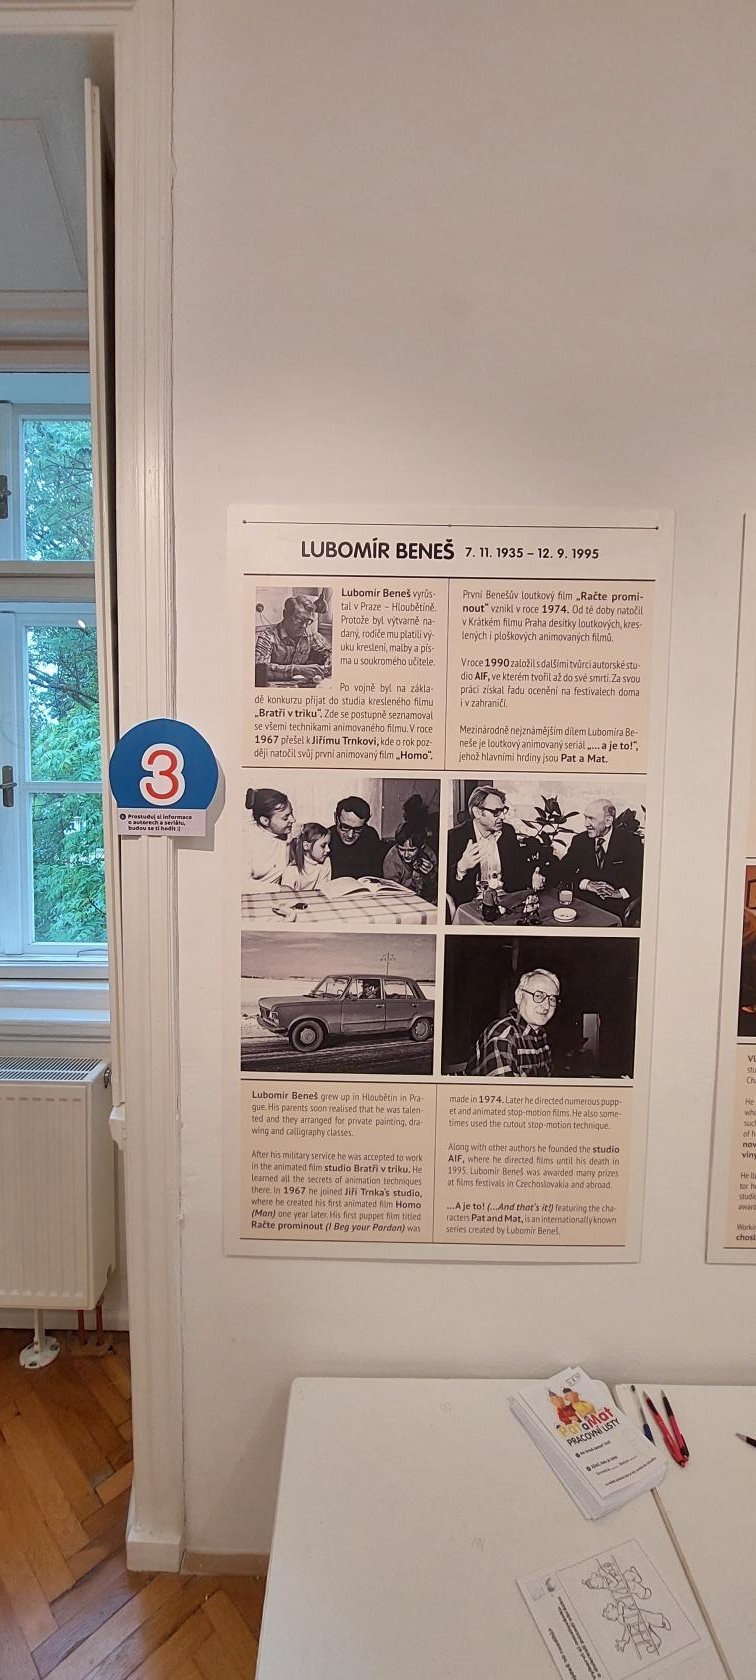 LUBOMÍR BENEŠ 7. 11. 1935 – 12. 9. 1995
Lubomír Beneš vyrůs-
tal v Praze – Hloubětíně.
Protože byl výtvarně na-
daný, rodiče mu platili vý-
uku kreslení, malby a pís-
ma u soukromého učitele.
Po vojně byl na zákla-
dě konkurzu přijat do studia kresleného filmu
„Bratři v triku“. Zde se postupně seznamoval
se všemi technikami animovaného filmu. V roce
1967 přešel k Jiřímu Trnkovi, kde o rok poz-
ději natočil svůj první animovaný film „Homo“.
První Benešův loutkový film „Račte promi-
nout“ vznikl v roce 1974. Od té doby natočil
v Krátkém filmu Praha desítky loutkových, kres-
lených i ploškových animovaných filmů.
V roce 1990 založil s dalšími tvůrci autorské stu-
dio AIF, ve kterém tvořil až do své smrti. Za svou
práci získal řadu ocenění na festivalech doma
i v zahraničí.
Mezinárodně nejznámějším dílem Lubomíra Be-
neše je loutkový animovaný seriál „... a je to!“,
jehož hlavními hrdiny jsou Pat a Mat.
3
Prostuduj si informace
o autorech a seriálu,
budou se ti hodit :)
Lubomír Beneš grew up in Hloubětín in Pra-
gue. His parents soon realised that he was talen-
ted and they arranged for private painting, dra-
wing and calligraphy classes.
After his military service he was accepted to work
in the animated film studio Bratři v triku. He
learned all the secrets of animation techniques
there. In 1967 he joined Jiří Trnka's studio,
where he created his first animated film Homo
(Man) one year later. His first puppet film titled
Račte prominout (I Beg your Pardon) was
made in 1974. Later he directed numerous pupp-
et and animated stop-motion films. He also some-
times used the cutout stop-motion technique.
Along with other authors he founded the studio
AIF, where he directed films until his death in
1995. Lubomír Beneš was awarded many prizes
at films festivals in Czechoslovakia and abroad.
...A je to! (...And that's it!) featuring the cha-
racters Pat and Mat, is an internationally known
series created by Lubomír Beneš.
Pat a Mat
PRACOVNÍ LISTY